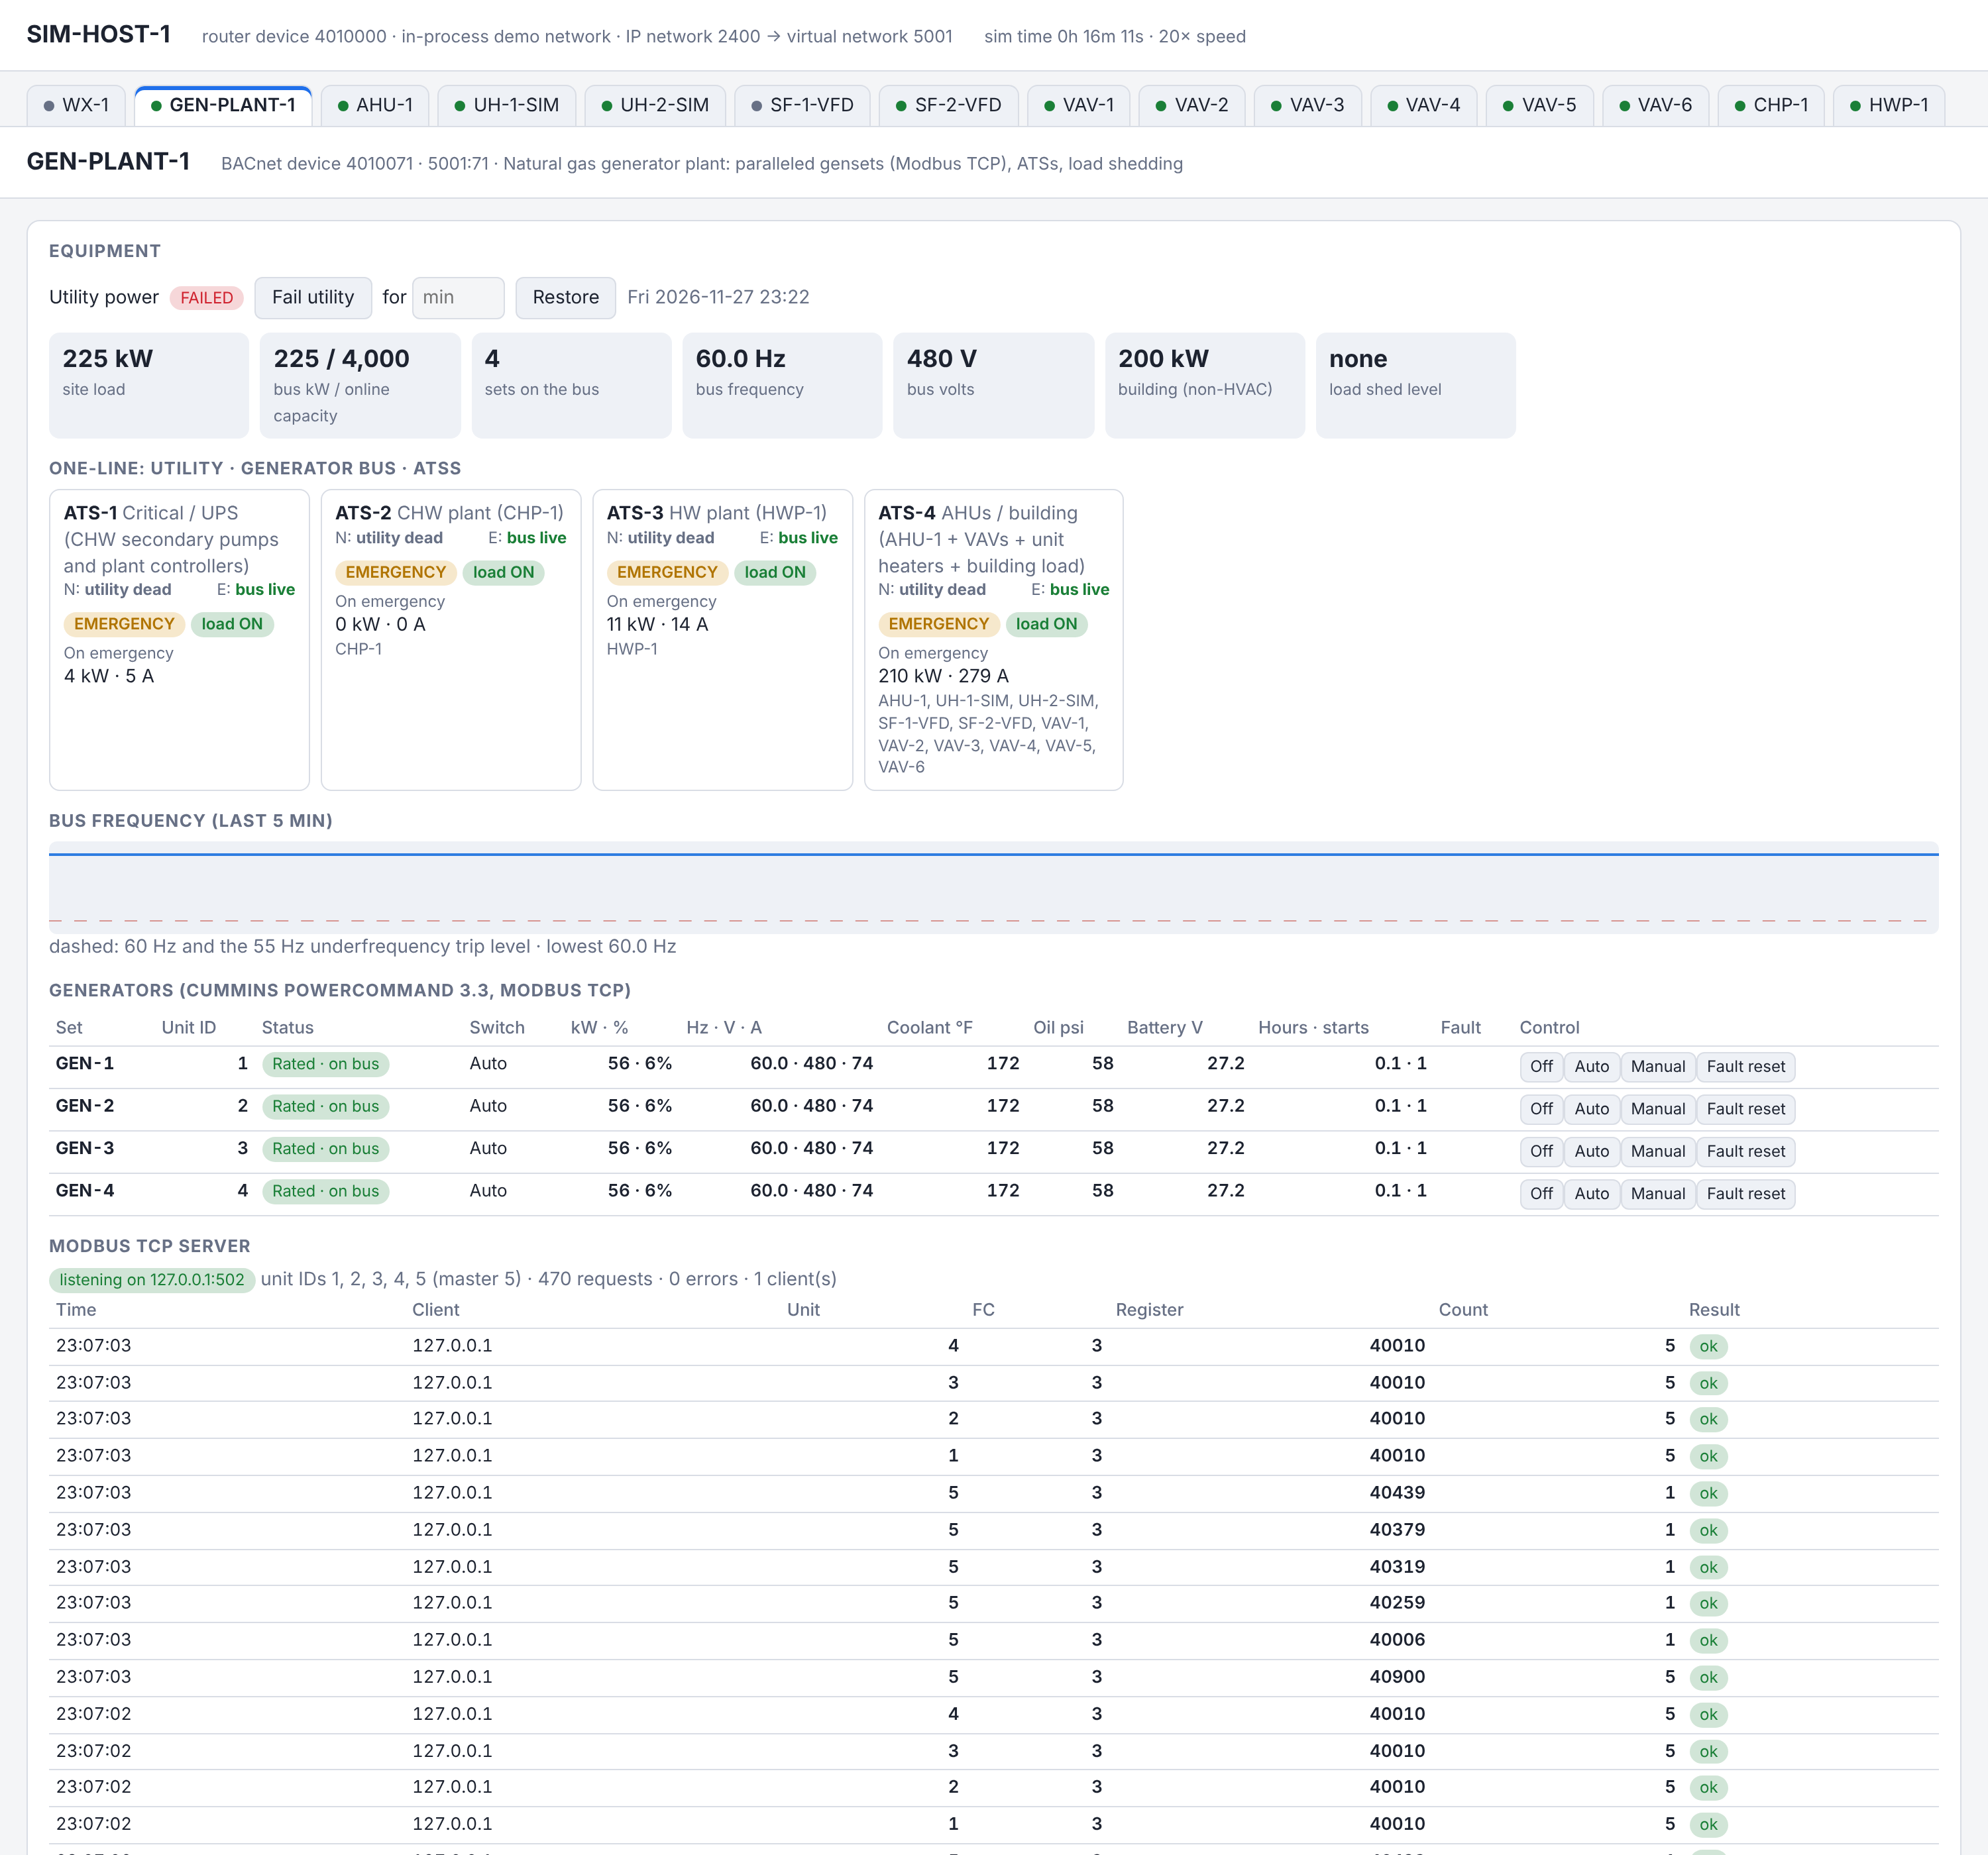 SIM-HOST-1 router device 4010000 · in-process demo network · IP network 2400 → virtual network 5001 sim time 0h 16m 11s · 20× speed
WX-1 GEN-PLANT-1 AHU-1 UH-1-SIM UH-2-SIM SF-1-VFD SF-2-VFD VAV-1 VAV-2 VAV-3 VAV-4 VAV-5 VAV-6 CHP-1 HWP-1
GEN-PLANT-1 BACnet device 4010071 · 5001:71 · Natural gas generator plant: paralleled gensets (Modbus TCP), ATSs, load shedding
EQUIPMENT
Utility power FAILED Fail utility for min Restore Fri 2026-11-27 23:22
225 kW
site load
225 / 4,000
bus kW / online
capacity
4
sets on the bus
60.0 Hz
bus frequency
480 V
bus volts
200 kW
building (non-HVAC)
none
load shed level
ONE-LINE: UTILITY · GENERATOR BUS · ATSS
ATS-1 Critical / UPS
(CHW secondary pumps
and plant controllers)
N: utility dead E: bus live
EMERGENCY load ON
On emergency
4 kW · 5 A
ATS-2 CHW plant (CHP-1)
N: utility dead E: bus live
EMERGENCY load ON
On emergency
0 kW · 0 A
CHP-1
ATS-3 HW plant (HWP-1)
N: utility dead E: bus live
EMERGENCY load ON
On emergency
11 kW · 14 A
HWP-1
ATS-4 AHUs / building
(AHU-1 + VAVs + unit
heaters + building load)
N: utility dead E: bus live
EMERGENCY load ON
On emergency
210 kW · 279 A
AHU-1, UH-1-SIM, UH-2-SIM,
SF-1-VFD, SF-2-VFD, VAV-1,
VAV-2, VAV-3, VAV-4, VAV-5,
VAV-6
BUS FREQUENCY (LAST 5 MIN)
dashed: 60 Hz and the 55 Hz underfrequency trip level · lowest 60.0 Hz
GENERATORS (CUMMINS POWERCOMMAND 3.3, MODBUS TCP)
Set Unit ID Status Switch kW · % Hz · V · A Coolant °F Oil psi Battery V Hours · starts Fault Control
GEN-1 1 Rated · on bus Auto 56 · 6% 60.0 · 480 · 74 172 58 27.2 0.1 · 1 Off Auto Manual Fault reset
GEN-2 2 Rated · on bus Auto 56 · 6% 60.0 · 480 · 74 172 58 27.2 0.1 · 1 Off Auto Manual Fault reset
GEN-3 3 Rated · on bus Auto 56 · 6% 60.0 · 480 · 74 172 58 27.2 0.1 · 1 Off Auto Manual Fault reset
GEN-4 4 Rated · on bus Auto 56 · 6% 60.0 · 480 · 74 172 58 27.2 0.1 · 1 Off Auto Manual Fault reset
MODBUS TCP SERVER
listening on 127.0.0.1:502 unit IDs 1, 2, 3, 4, 5 (master 5) · 470 requests · 0 errors · 1 client(s)
Time Client Unit FC Register Count Result
23:07:03 127.0.0.1 4 3 40010 5 ok
23:07:03 127.0.0.1 3 3 40010 5 ok
23:07:03 127.0.0.1 2 3 40010 5 ok
23:07:03 127.0.0.1 1 3 40010 5 ok
23:07:03 127.0.0.1 5 3 40439 1 ok
23:07:03 127.0.0.1 5 3 40379 1 ok
23:07:03 127.0.0.1 5 3 40319 1 ok
23:07:03 127.0.0.1 5 3 40259 1 ok
23:07:03 127.0.0.1 5 3 40006 1 ok
23:07:03 127.0.0.1 5 3 40900 5 ok
23:07:02 127.0.0.1 4 3 40010 5 ok
23:07:02 127.0.0.1 3 3 40010 5 ok
23:07:02 127.0.0.1 2 3 40010 5 ok
23:07:02 127.0.0.1 1 3 40010 5 ok